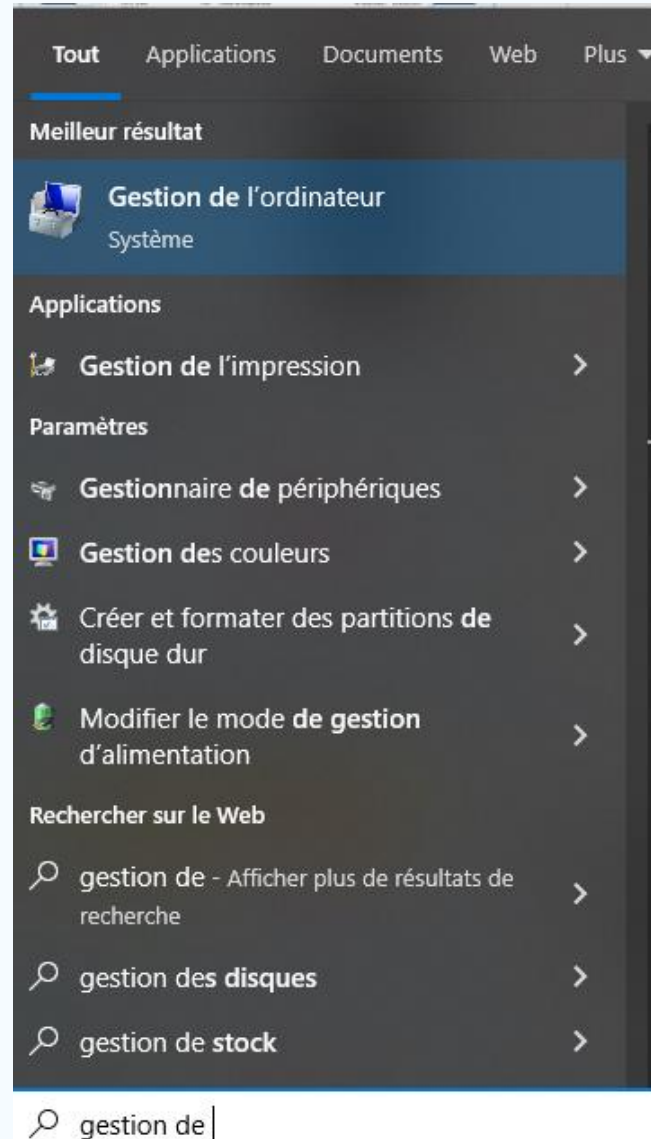 Tout Applications Documents Web Plus
Meilleur résultat
Gestion de l’ordinateur
Système
Applications
Gestion de l’impression
Paramètres
Gestionnaire de périphériques
Gestion des couleurs
Créer et formater des partitions de
disque dur
Modifier le mode de gestion
d’alimentation
Rechercher sur le Web
gestion de - Afficher plus de résultats de
recherche
gestion des disques
gestion de stock
gestion de